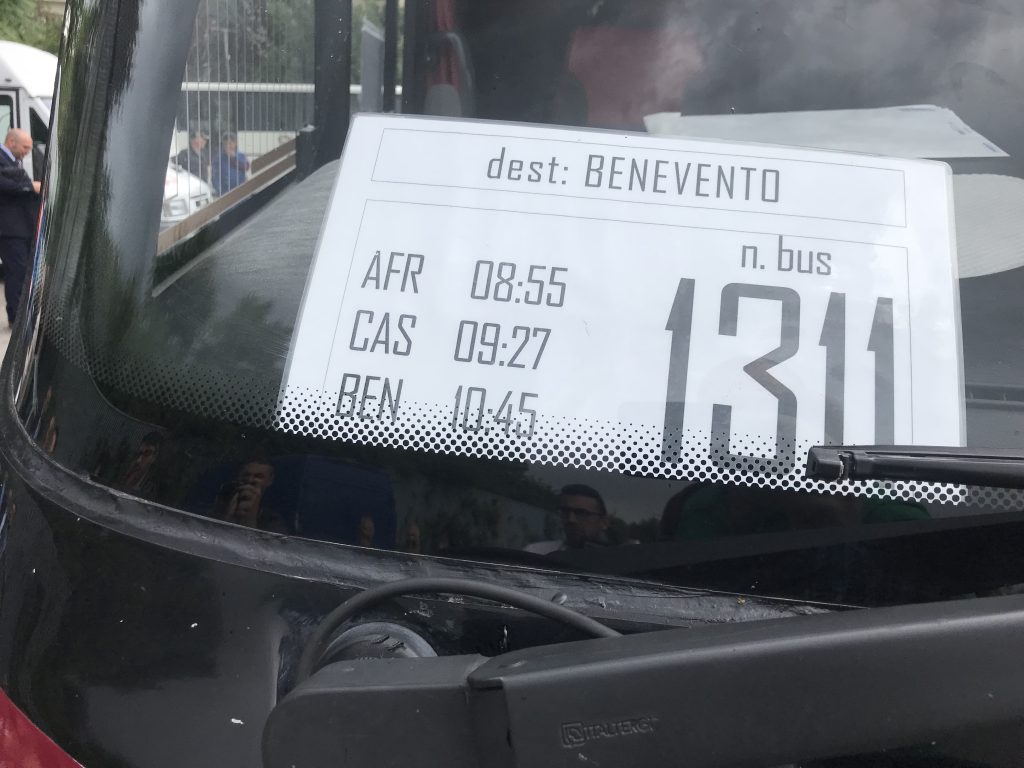 dest: BENEVENTO
n. bus
1311
AFR 08:55
CAS 09:27
BEN 10:45